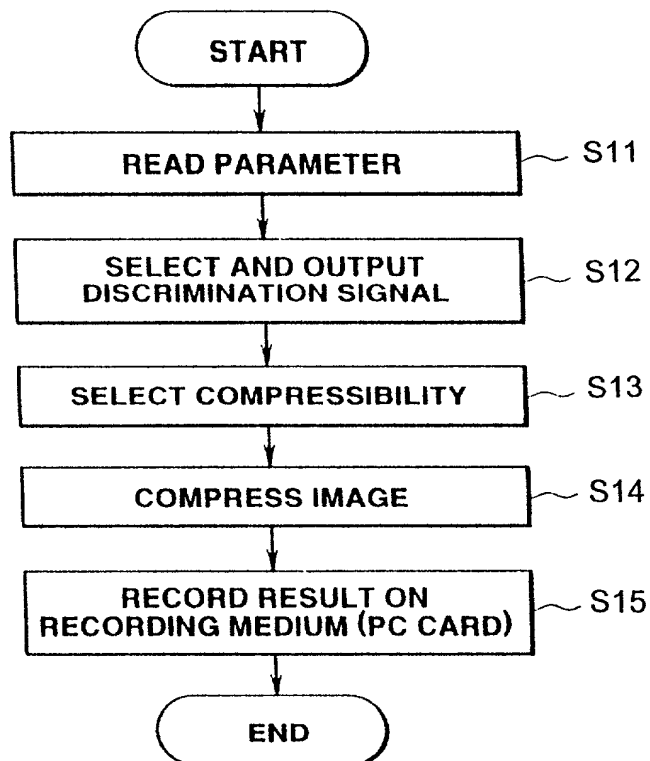 START
READ PARAMETER
S11
SELECT AND OUTPUT
DISCRIMINATION SIGNAL
S12
SELECT COMPRESSIBILITY
S13
COMPRESS IMAGE
S14
RECORD RESULT ON
RECORDING MEDIUM (PC CARD)
S15
END